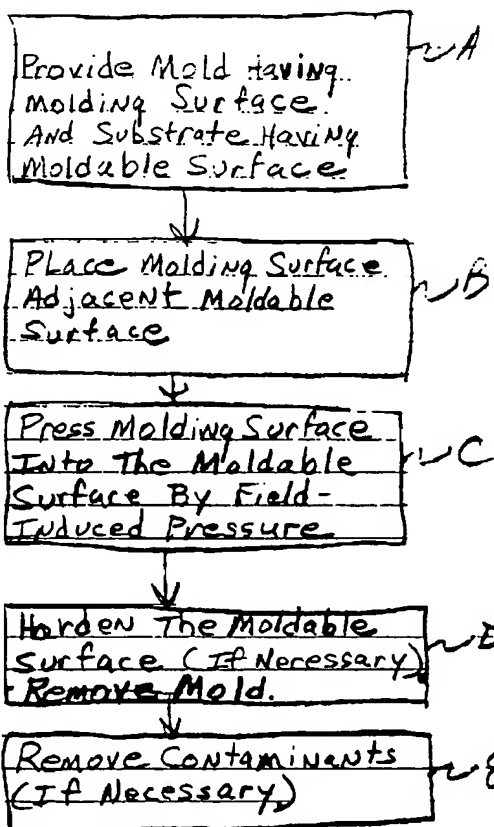 Provide Mold Having
Molding Surface
And Substrate Having
Moldable Surface
A
Place Molding Surface
Adjacent Moldable
Surface
B
Press Molding Surface
Into The Moldable
Surface By Field-
Induced Pressure
C
Harden The Moldable
Surface (If Necessary)
Remove Mold.
Remove Contaminants
(If Necessary)